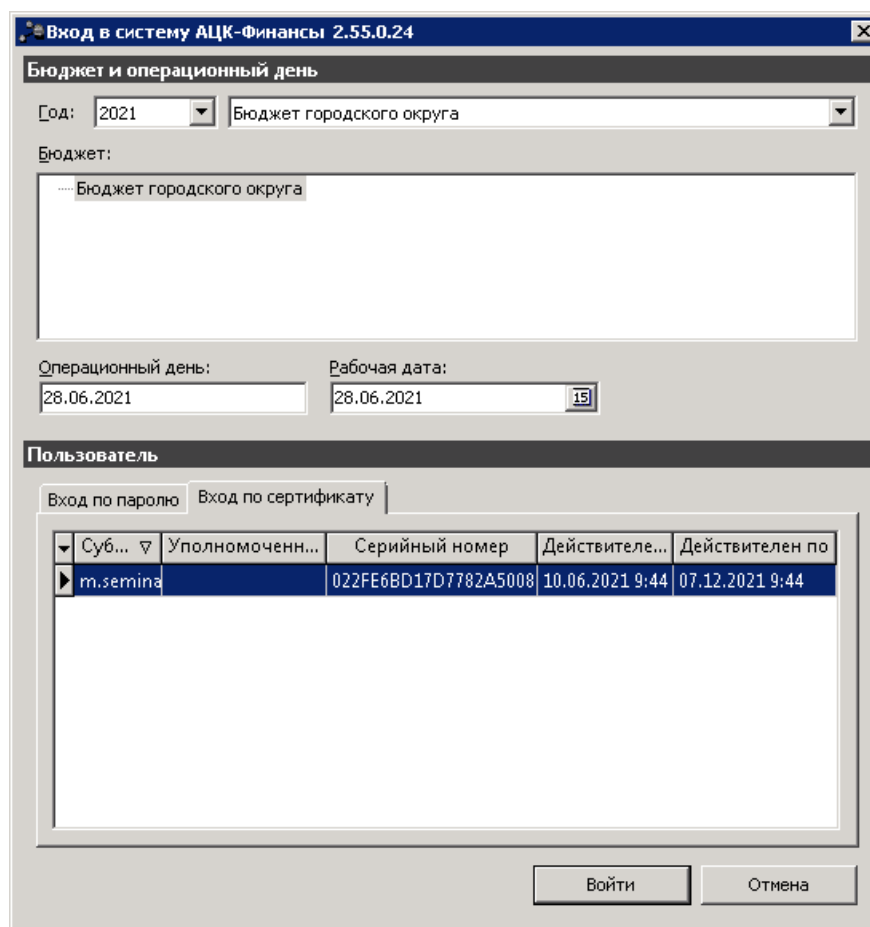 Вход в систему АЦК-Финансы 2.55.0.24
Бюджет и операционный день
Год: 2021 Бюджет городского округа
Бюджет:
Бюджет городского округа
Операционный день: Рабочая дата:
28.06.2021 28.06.2021 15
Пользователь
Вход по паролю Вход по сертификату
Суб... Уполномоченн... Серийный номер Действителе... Действителен по
m.semina 022FE6BD17D7782A5008 10.06.2021 9:44 07.12.2021 9:44
Войти Отмена